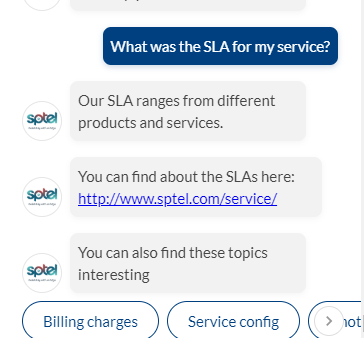 What was the SLA for my service?
Our SLA ranges from different
products and services.
sptel
You can find about the SLAs here:
http://www.sptel.com/service/
sptel
You can also find these topics
interesting
sptel
Billing charges
Service config
not